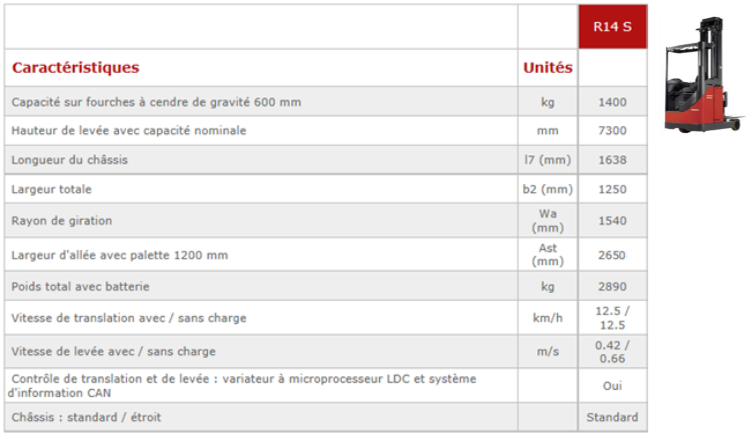 R14 S
Caractéristiques Unités
Capacité sur fourches à cendre de gravité 600 mm kg 1400
Hauteur de levée avec capacité nominale mm 7300
Longueur du châssis l7 (mm) 1638
Largeur totale b2 (mm) 1250
Rayon de giration Wa (mm) 1540
Largeur d'allée avec palette 1200 mm Ast (mm) 2650
Poids total avec batterie kg 2890
Vitesse de translation avec / sans charge km/h 12.5 / 12.5
Vitesse de levée avec / sans charge m/s 0.42 / 0.66
Contrôle de translation et de levée : variateur à microprocesseur LDC et système
d'information CAN Oui
Châssis : standard / étroit Standard